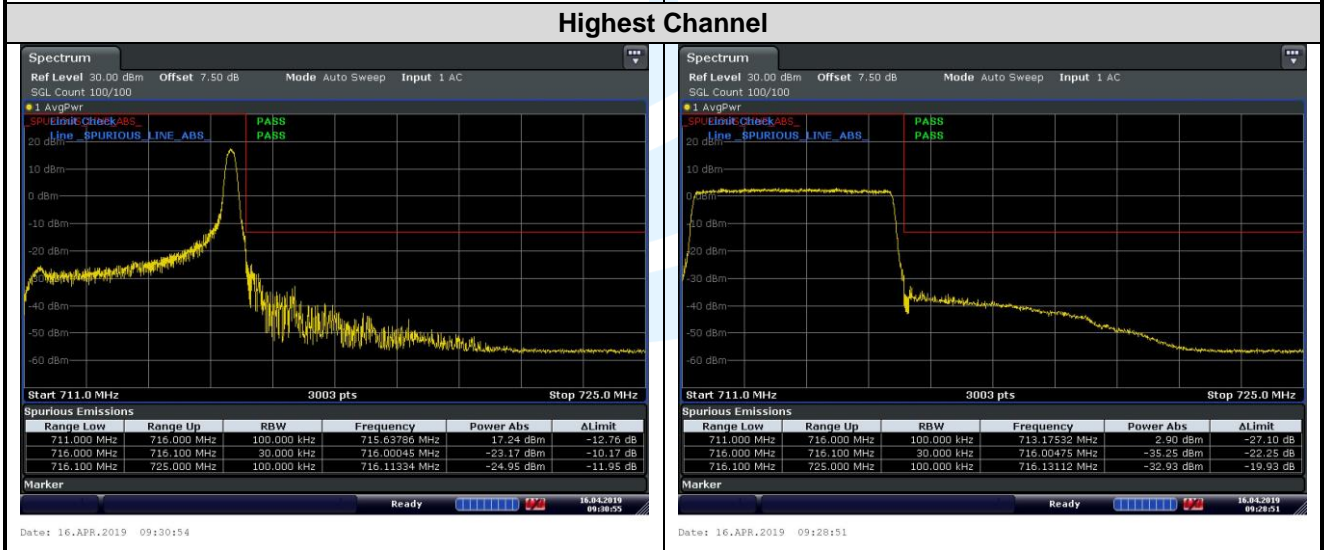 Highest Channel
Spectrum
Ref Level 30.00 dBm Offset 7.50 dB Mode Auto Sweep Input 1 AC
SGL Count 100/100
1 AvgPwr
Limit Check PASS
Line _SPURIOUS_LINE_ABS_ PASS
20 dBm
10 dBm
0 dBm
-10 dBm
-20 dBm
-30 dBm
-40 dBm
-50 dBm
-60 dBm
Start 711.0 MHz 3003 pts Stop 725.0 MHz
Spurious Emissions
Range Low Range Up RBW Frequency Power Abs ΔLimit
711.000 MHz 716.000 MHz 100.000 kHz 715.63786 MHz 17.24 dBm -12.76 dB
716.000 MHz 716.100 MHz 30.000 kHz 716.00045 MHz -23.17 dBm -10.17 dB
716.100 MHz 725.000 MHz 100.000 kHz 716.11334 MHz -24.95 dBm -11.95 dB
Marker
Ready 16.04.2019
09:30:55
Date: 16.APR.2019 09:30:54
Spectrum
Ref Level 30.00 dBm Offset 7.50 dB Mode Auto Sweep Input 1 AC
SGL Count 100/100
1 AvgPwr
Limit Check PASS
Line _SPURIOUS_LINE_ABS_ PASS
20 dBm
10 dBm
0 dBm
-10 dBm
-20 dBm
-30 dBm
-40 dBm
-50 dBm
-60 dBm
Start 711.0 MHz 3003 pts Stop 725.0 MHz
Spurious Emissions
Range Low Range Up RBW Frequency Power Abs ΔLimit
711.000 MHz 716.000 MHz 100.000 kHz 713.17532 MHz 2.90 dBm -27.10 dB
716.000 MHz 716.100 MHz 30.000 kHz 716.00475 MHz -35.25 dBm -22.25 dB
716.100 MHz 725.000 MHz 100.000 kHz 716.13112 MHz -32.93 dBm -19.93 dB
Marker
Ready 16.04.2019
09:28:51
Date: 16.APR.2019 09:28:51